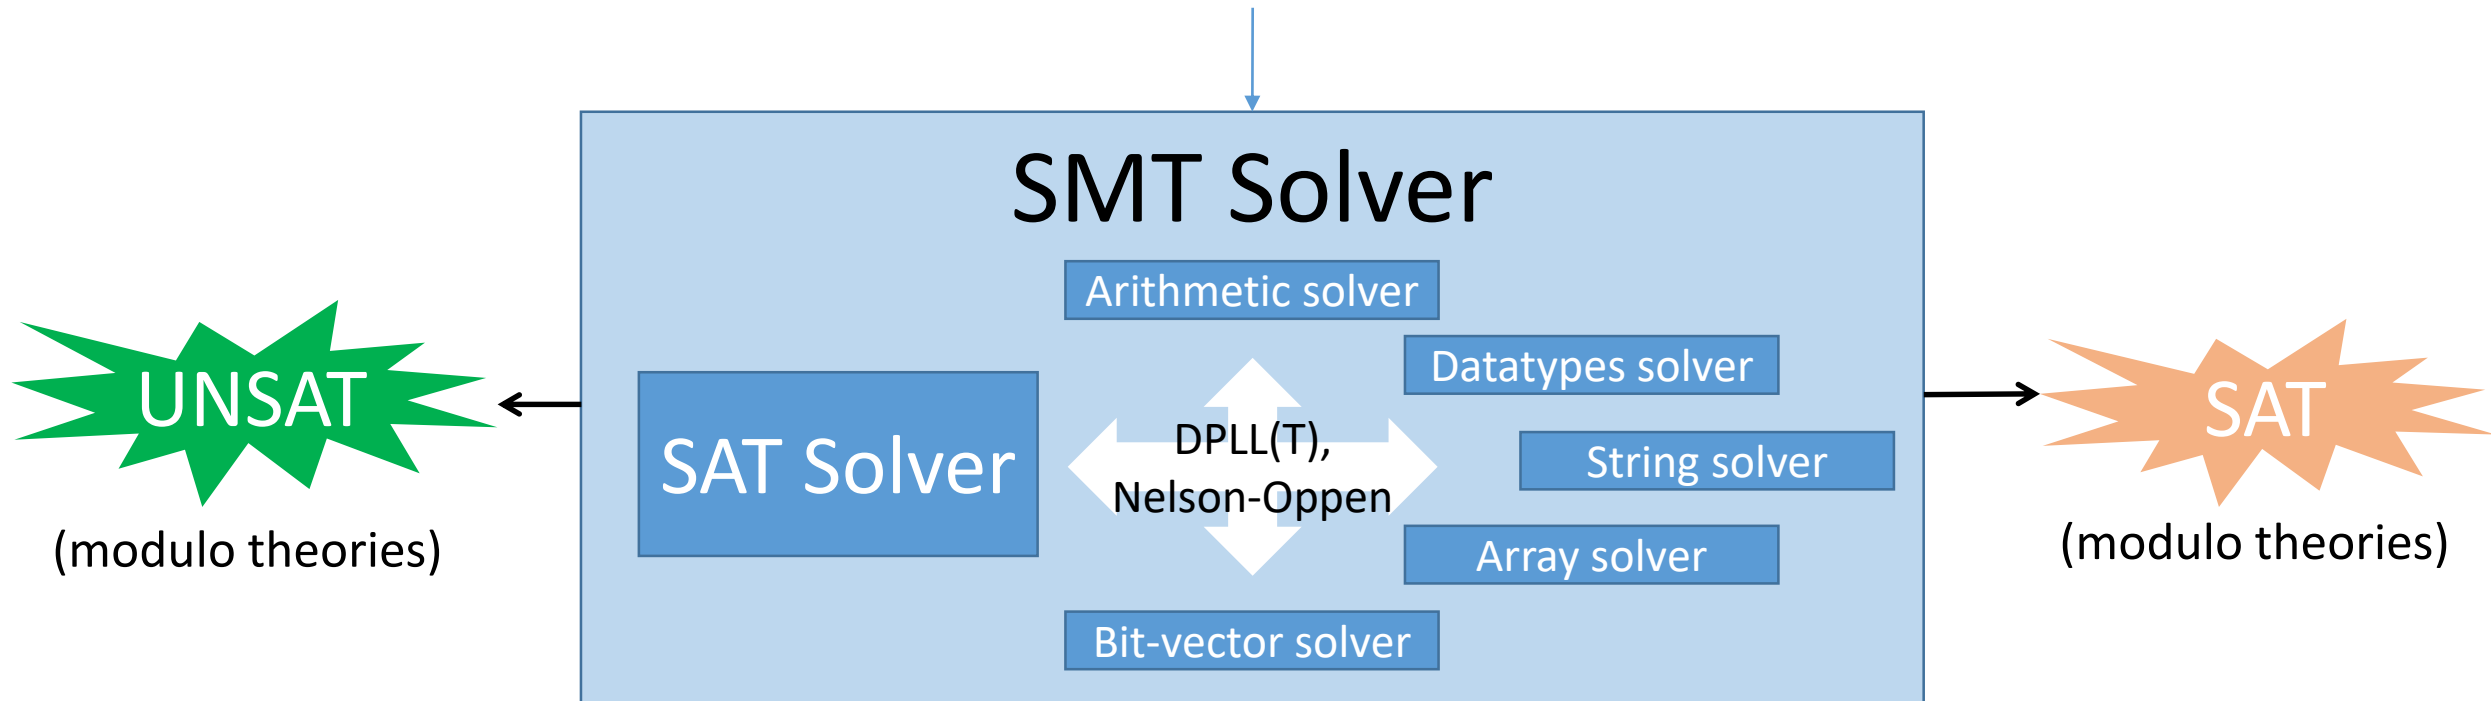 SMT Solver
Arithmetic solver
Datatypes solver
UNSAT
SAT
SAT Solver
DPLL(T),
Nelson-Oppen
String solver
(modulo theories)
Array solver
(modulo theories)
Bit-vector solver